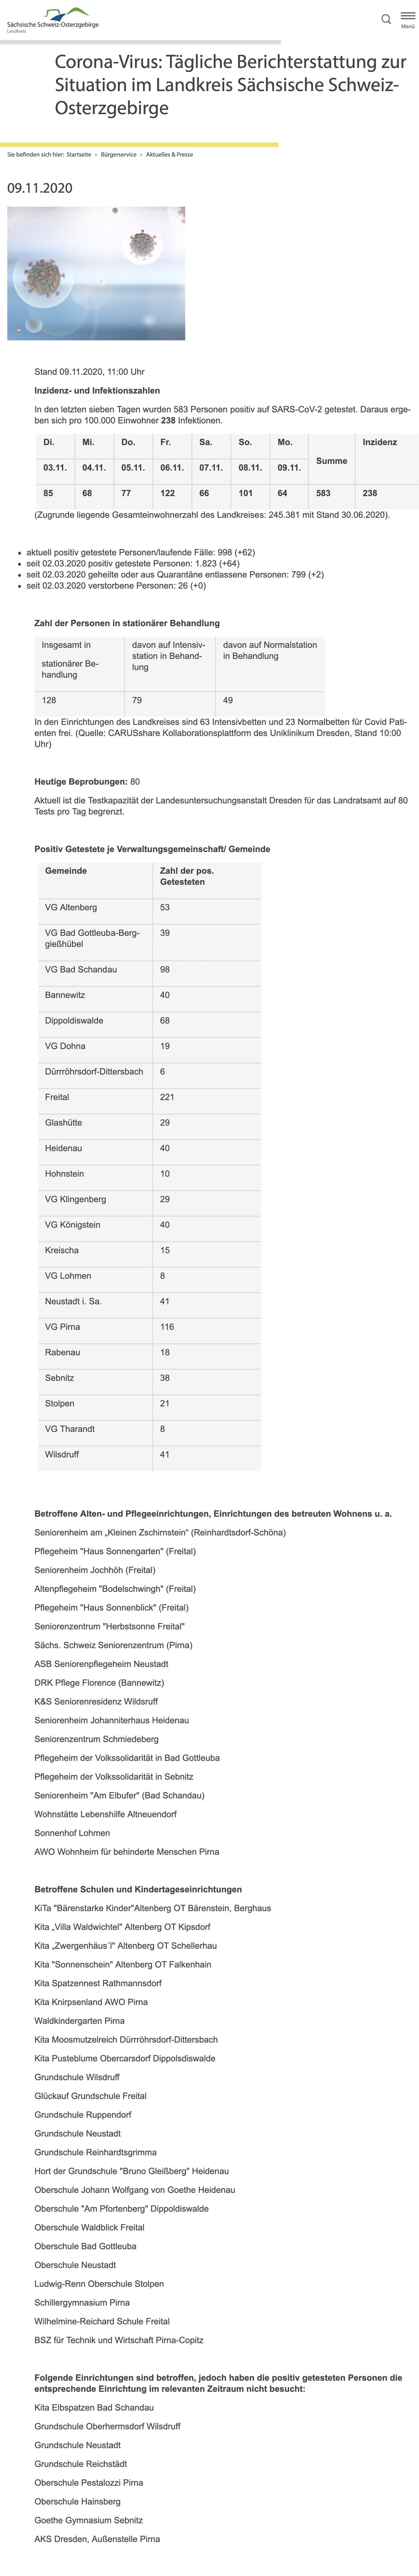 Sächsische Schweiz-Osterzgebirge
Landkreis
Menü
Corona-Virus: Tägliche Berichterstattung zur
Situation im Landkreis Sächsische Schweiz-
Osterzgebirge
Sie befinden sich hier: Startseite › Bürgerservice › Aktuelles & Presse
09.11.2020
Stand 09.11.2020, 11:00 Uhr
Inzidenz- und Infektionszahlen
In den letzten sieben Tagen wurden 583 Personen positiv auf SARS-CoV-2 getestet. Daraus erge-
ben sich pro 100.000 Einwohner 238 Infektionen.
Di. Mi. Do. Fr. Sa. So. Mo. Summe Inzidenz
03.11. 04.11. 05.11. 06.11. 07.11. 08.11. 09.11.
85 68 77 122 66 101 64 583 238
(Zugrunde liegende Gesamteinwohnerzahl des Landkreises: 245.381 mit Stand 30.06.2020).
• aktuell positiv getestete Personen/laufende Fälle: 998 (+62)
• seit 02.03.2020 positiv getestete Personen: 1.823 (+64)
• seit 02.03.2020 geheilte oder aus Quarantäne entlassene Personen: 799 (+2)
• seit 02.03.2020 verstorbene Personen: 26 (+0)
Zahl der Personen in stationärer Behandlung
Insgesamt in
stationärer Be-
handlung
davon auf Intensiv-
station in Behand-
lung
davon auf Normalstation
in Behandlung
128 79 49
In den Einrichtungen des Landkreises sind 63 Intensivbetten und 23 Normalbetten für Covid Pati-
enten frei. (Quelle: CARUSshare Kollaborationsplattform des Uniklinikum Dresden, Stand 10:00
Uhr)
Heutige Beprobungen: 80
Aktuell ist die Testkapazität der Landesuntersuchungsanstalt Dresden für das Landratsamt auf 80
Tests pro Tag begrenzt.
Positiv Getestete je Verwaltungsgemeinschaft/ Gemeinde
Gemeinde Zahl der pos.
Getesteten
VG Altenberg 53
VG Bad Gottleuba-Berg- 39
gießhübel
VG Bad Schandau 98
Bannewitz 40
Dippoldiswalde 68
VG Dohna 19
Dürrröhrsdorf-Dittersbach 6
Freital 221
Glashütte 29
Heidenau 40
Hohnstein 10
VG Klingenberg 29
VG Königstein 40
Kreischa 15
VG Lohmen 8
Neustadt i. Sa. 41
VG Pirna 116
Rabenau 18
Sebnitz 38
Stolpen 21
VG Tharandt 8
Wilsdruff 41
Betroffene Alten- und Pflegeeinrichtungen, Einrichtungen des betreuten Wohnens u. a.
Seniorenheim am „Kleinen Zschirnstein“ (Reinhardtsdorf-Schöna)
Pflegeheim "Haus Sonnengarten" (Freital)
Seniorenheim Jochhöh (Freital)
Altenpflegeheim "Bodelschwingh" (Freital)
Pflegeheim "Haus Sonnenblick" (Freital)
Seniorenzentrum "Herbstsonne Freital"
Sächs. Schweiz Seniorenzentrum (Pirna)
ASB Seniorenpflegeheim Neustadt
DRK Pflege Florence (Bannewitz)
K&S Seniorenresidenz Wildsruff
Seniorenheim Johanniterhaus Heidenau
Seniorenzentrum Schmiedeberg
Pflegeheim der Volkssolidarität in Bad Gottleuba
Pflegeheim der Volkssolidarität in Sebnitz
Seniorenheim "Am Elbufer" (Bad Schandau)
Wohnstätte Lebenshilfe Altneuendorf
Sonnenhof Lohmen
AWO Wohnheim für behinderte Menschen Pirna
Betroffene Schulen und Kindertageseinrichtungen
KiTa "Bärenstarke Kinder"Altenberg OT Bärenstein, Berghaus
Kita „Villa Waldwichtel" Altenberg OT Kipsdorf
Kita „Zwergenhäus´l" Altenberg OT Schellerhau
Kita "Sonnenschein" Altenberg OT Falkenhain
Kita Spatzennest Rathmannsdorf
Kita Knirpsenland AWO Pirna
Waldkindergarten Pirna
Kita Moosmutzelreich Dürrröhrsdorf-Dittersbach
Kita Pusteblume Obercarsdorf Dippolsdiswalde
Grundschule Wilsdruff
Glückauf Grundschule Freital
Grundschule Ruppendorf
Grundschule Neustadt
Grundschule Reinhardtsgrimma
Hort der Grundschule "Bruno Gleißberg" Heidenau
Oberschule Johann Wolfgang von Goethe Heidenau
Oberschule "Am Pfortenberg" Dippoldiswalde
Oberschule Waldblick Freital
Oberschule Bad Gottleuba
Oberschule Neustadt
Ludwig-Renn Oberschule Stolpen
Schillergymnasium Pirna
Wilhelmine-Reichard Schule Freital
BSZ für Technik und Wirtschaft Pirna-Copitz
Folgende Einrichtungen sind betroffen, jedoch haben die positiv getesteten Personen die
entsprechende Einrichtung im relevanten Zeitraum nicht besucht:
Kita Elbspatzen Bad Schandau
Grundschule Oberhermsdorf Wilsdruff
Grundschule Neustadt
Grundschule Reichstädt
Oberschule Pestalozzi Pirna
Oberschule Hainsberg
Goethe Gymnasium Sebnitz
AKS Dresden, Außenstelle Pirna